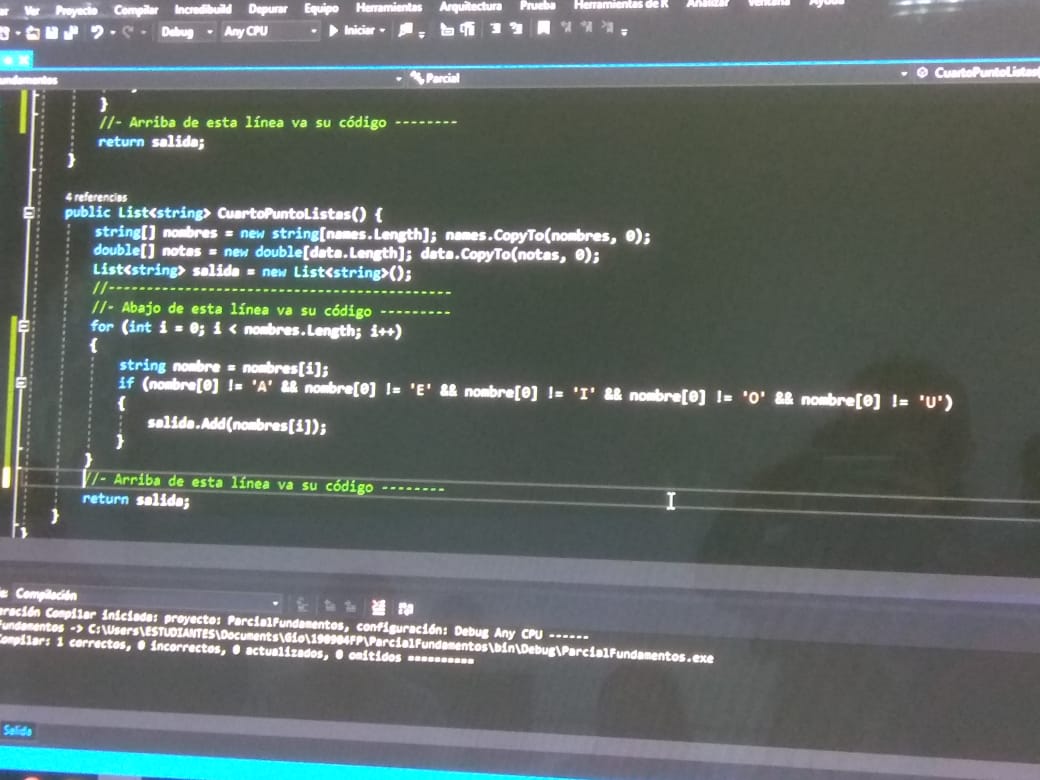 Ver Proyecto Compilar Incredibuild Depurar Equipo Herramientas Arquitectura Prueba Herramientas de R Analizar Ventana Ayuda
Debug Any CPU Iniciar
Parcial CuartoPuntoListas(
}
//- Arriba de esta línea va su código --------
return salida;
}
4 referencias
public List<string> CuartoPuntoListas() {
string[] nombres = new string[names.Length]; names.CopyTo(nombres, 0);
double[] notas = new double[data.Length]; data.CopyTo(notas, 0);
List<string> salida = new List<string>();
//---------------------------------------------
//- Abajo de esta línea va su código ---------
for (int i = 0; i < nombres.Length; i++)
{
string nombre = nombres[i];
if (nombre[0] != 'A' && nombre[0] != 'E' && nombre[0] != 'I' && nombre[0] != 'O' && nombre[0] != 'U')
{
salida.Add(nombres[i]);
}
}
//- Arriba de esta línea va su código --------
return salida;
}
}
Compilación
eración Compilar iniciada: proyecto: ParcialFundamentos, configuración: Debug Any CPU ------
Fundamentos -> C:\Users\ESTUDIANTES\Documents\Gio\190904FP\ParcialFundamentos\bin\Debug\ParcialFundamentos.exe
Compilar: 1 correctos, 0 incorrectos, 0 actualizados, 0 omitidos ==========
Salida